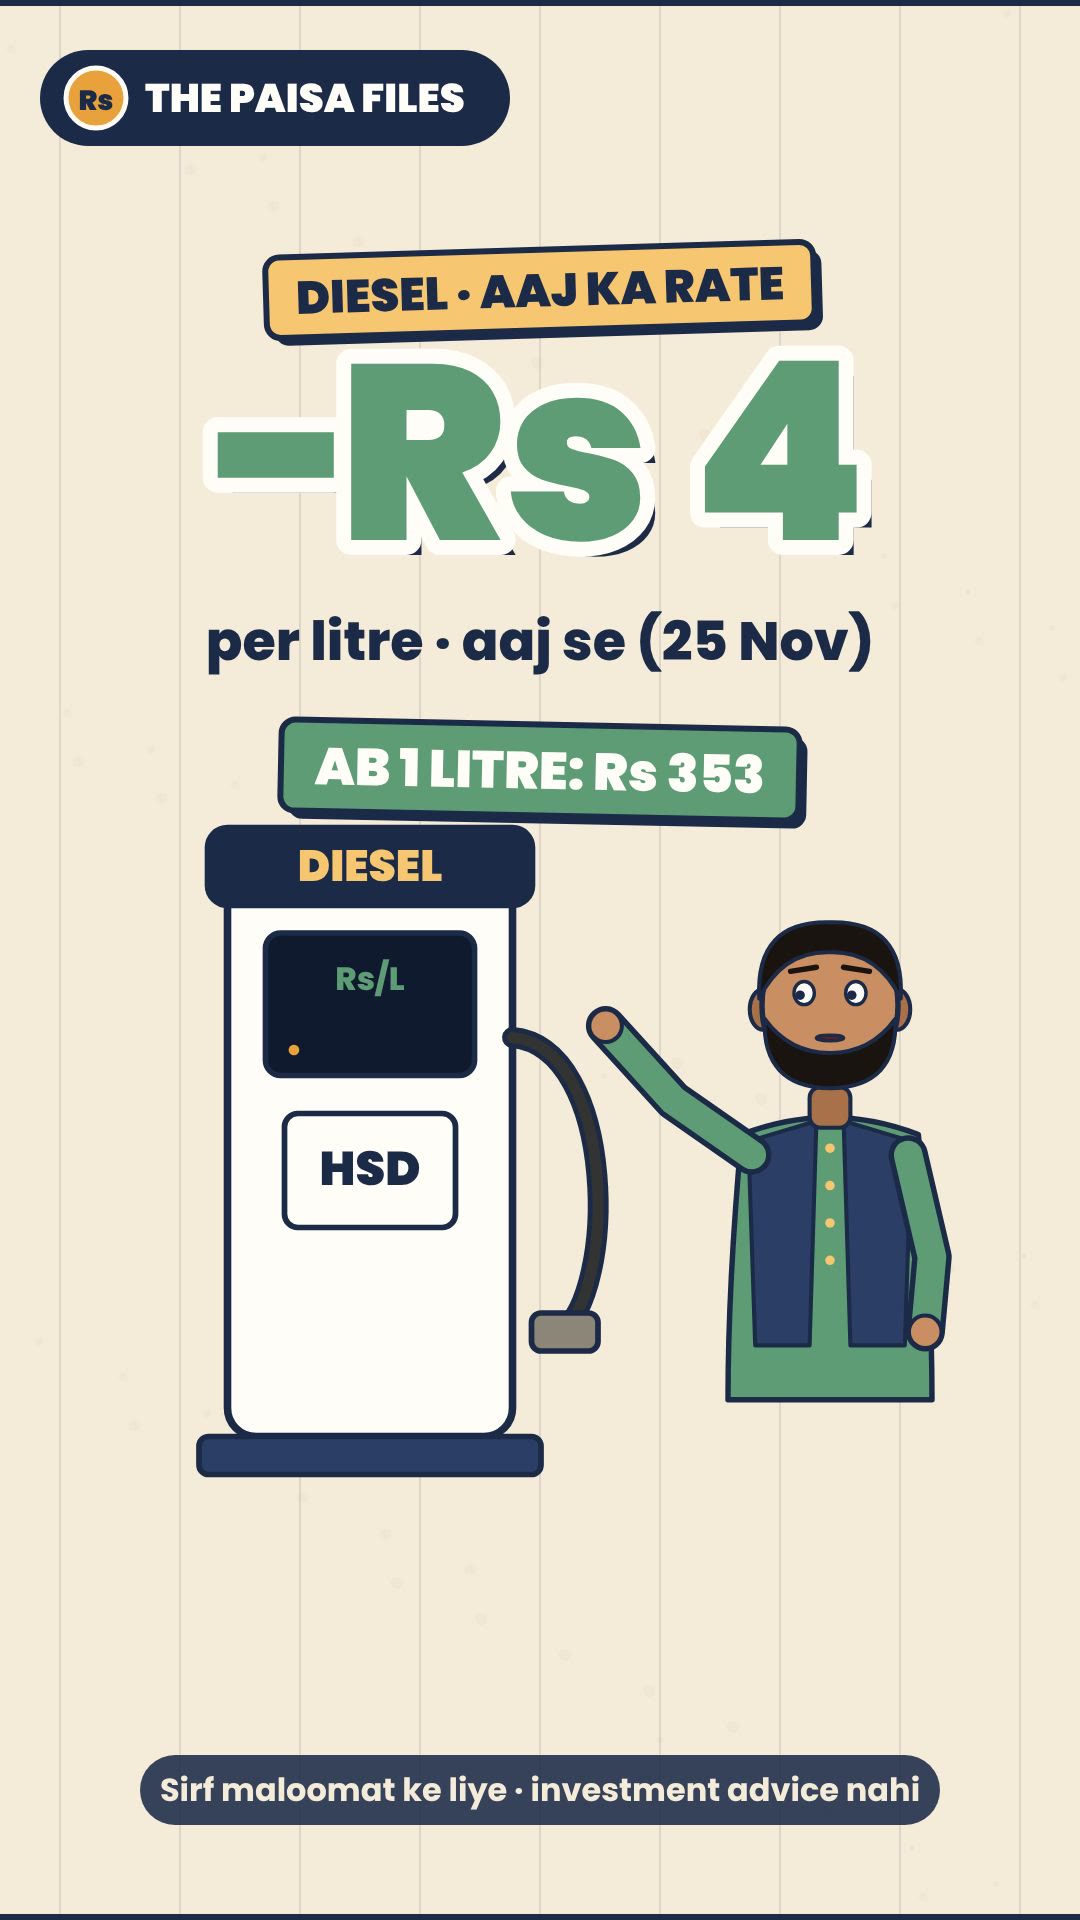 Rs THE PAISA FILES
DIESEL · AAJ KA RATE
–Rs 4
per litre · aaj se (25 Nov)
AB 1 LITRE: Rs 353
DIESEL
Rs/L
HSD
Sirf maloomat ke liye · investment advice nahi